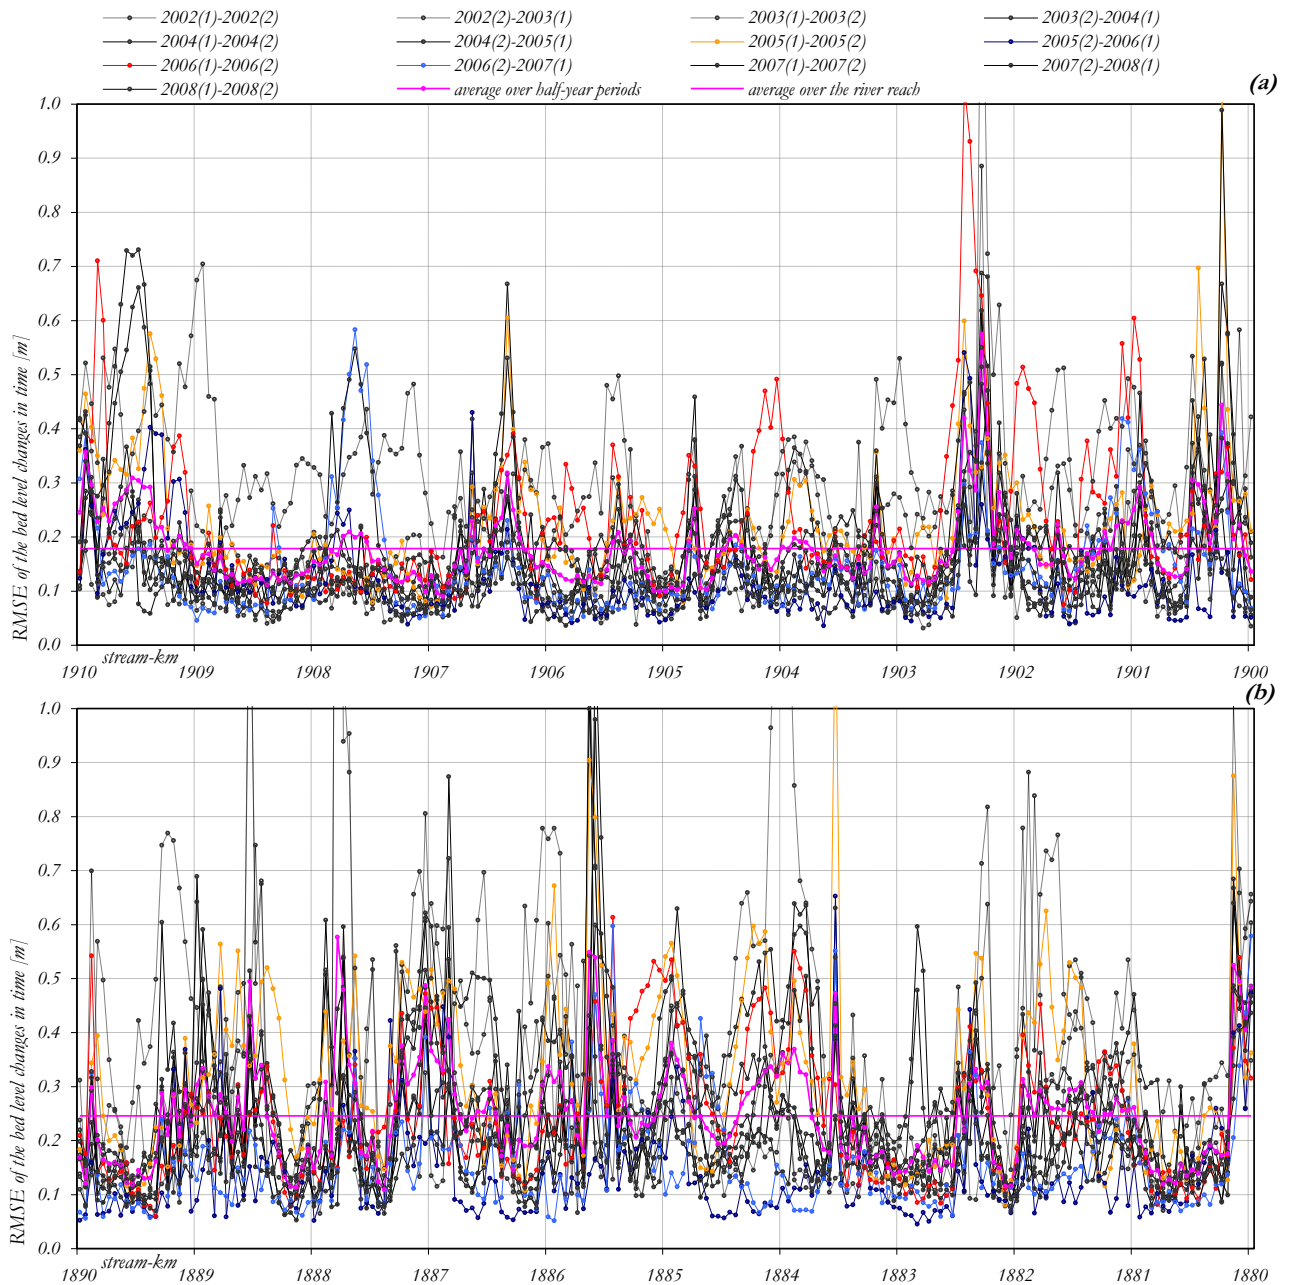 2002(1)-2002(2) 2002(2)-2003(1) 2003(1)-2003(2) 2003(2)-2004(1)
2004(1)-2004(2) 2004(2)-2005(1) 2005(1)-2005(2) 2005(2)-2006(1)
2006(1)-2006(2) 2006(2)-2007(1) 2007(1)-2007(2) 2007(2)-2008(1)
2008(1)-2008(2) average over half-year periods average over the river reach
(a)
RMSE of the bed level changes in time [m]
1.0
0.9
0.8
0.7
0.6
0.5
0.4
0.3
0.2
0.1
0.0
stream-km
1910 1909 1908 1907 1906 1905 1904 1903 1902 1901 1900
(b)
RMSE of the bed level changes in time [m]
1.0
0.9
0.8
0.7
0.6
0.5
0.4
0.3
0.2
0.1
0.0
stream-km
1890 1889 1888 1887 1886 1885 1884 1883 1882 1881 1880